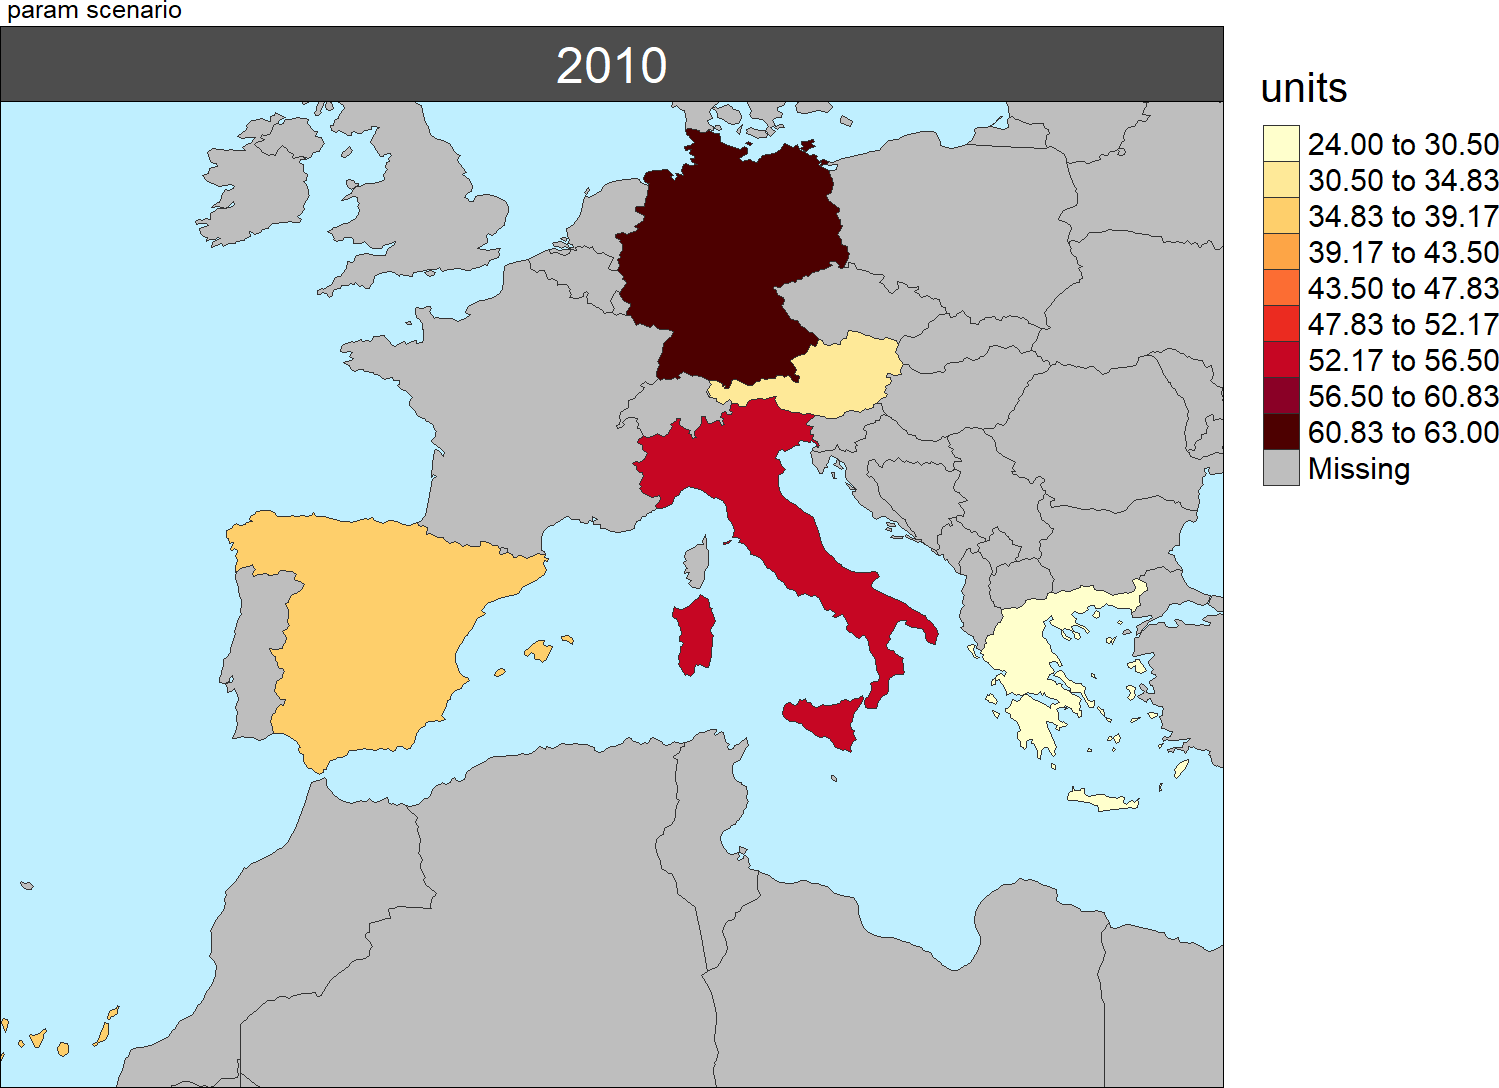 param scenario
2010
units
24.00 to 30.50
30.50 to 34.83
34.83 to 39.17
39.17 to 43.50
43.50 to 47.83
47.83 to 52.17
52.17 to 56.50
56.50 to 60.83
60.83 to 63.00
Missing